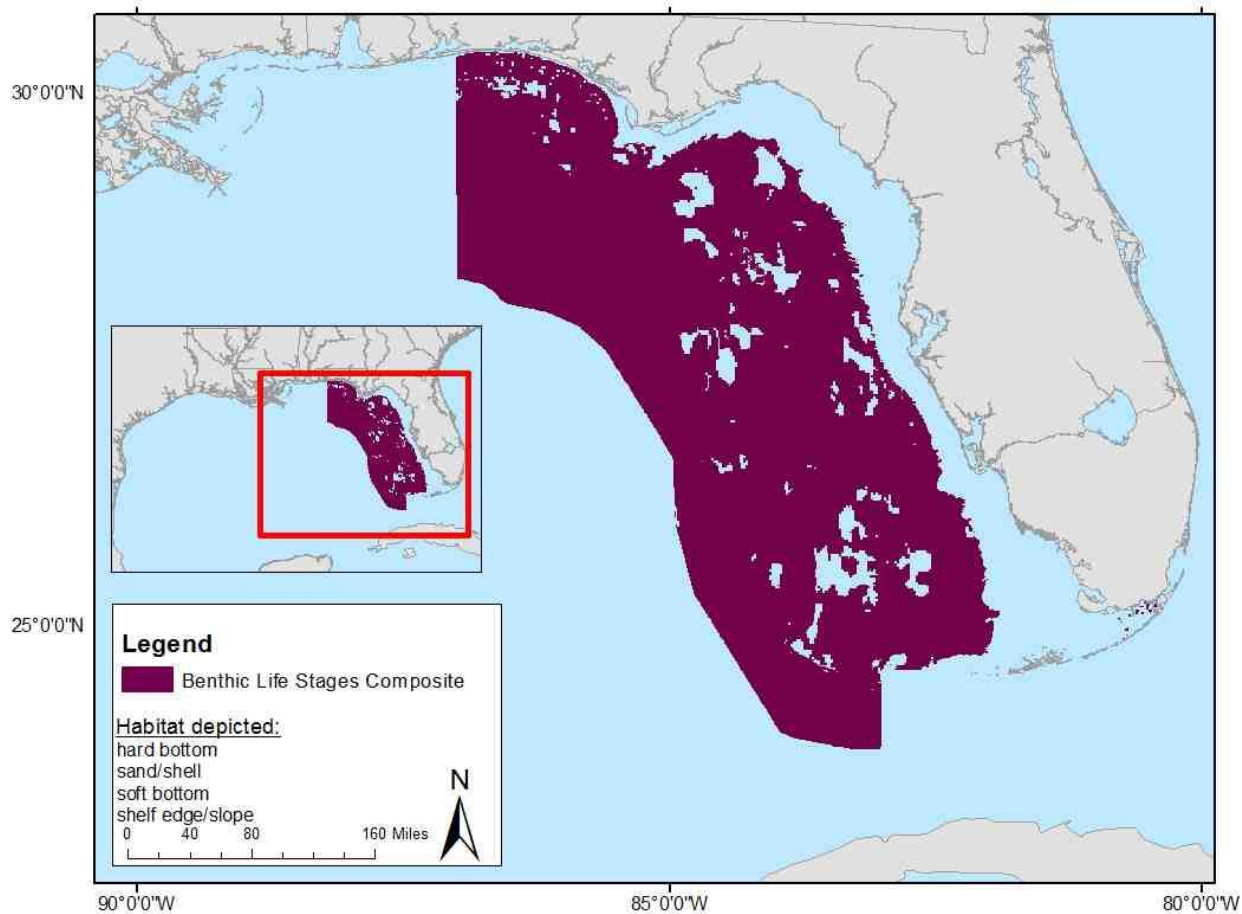 30°0'0"N
25°0'0"N
Legend
Benthic Life Stages Composite
Habitat depicted:
hard bottom
sand/shell
soft bottom
shelf edge/slope
0 40 80 160 Miles
N
90°0'0"W 85°0'0"W 80°0'0"W